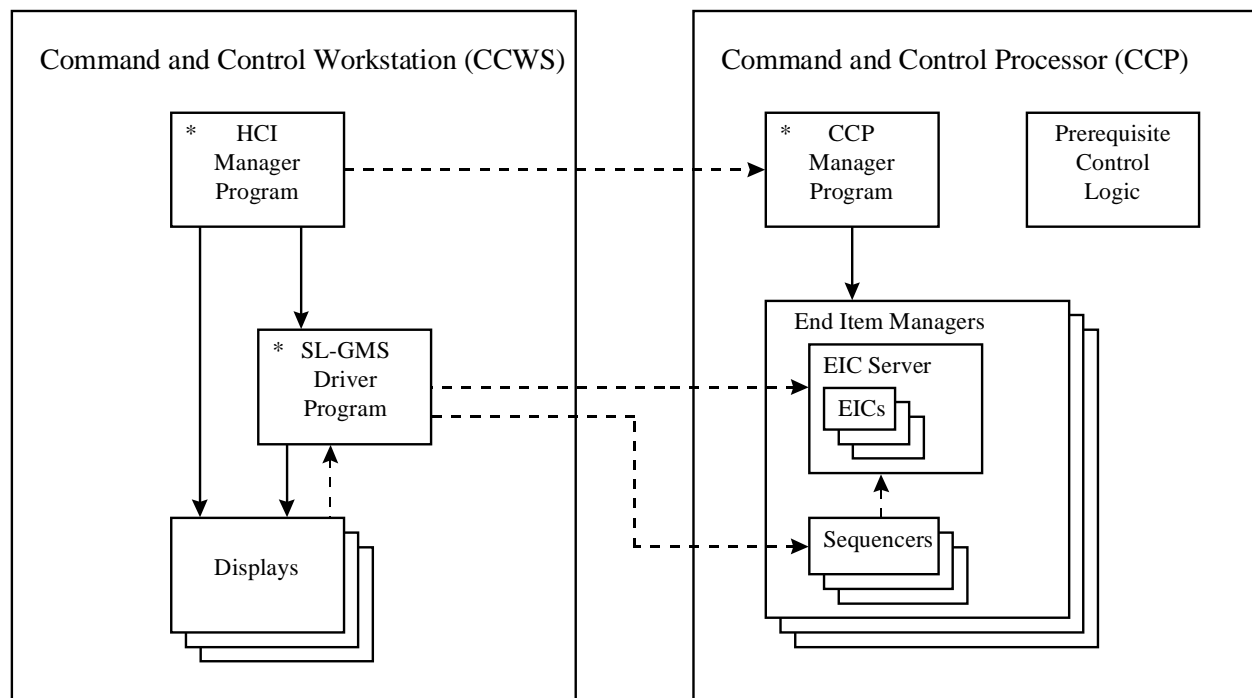 Command and Control Workstation (CCWS)
* HCI
Manager
Program
* SL-GMS
Driver
Program
Displays
Command and Control Processor (CCP)
* CCP
Manager
Program
Prerequisite
Control
Logic
End Item Managers
EIC Server
EICs
Sequencers